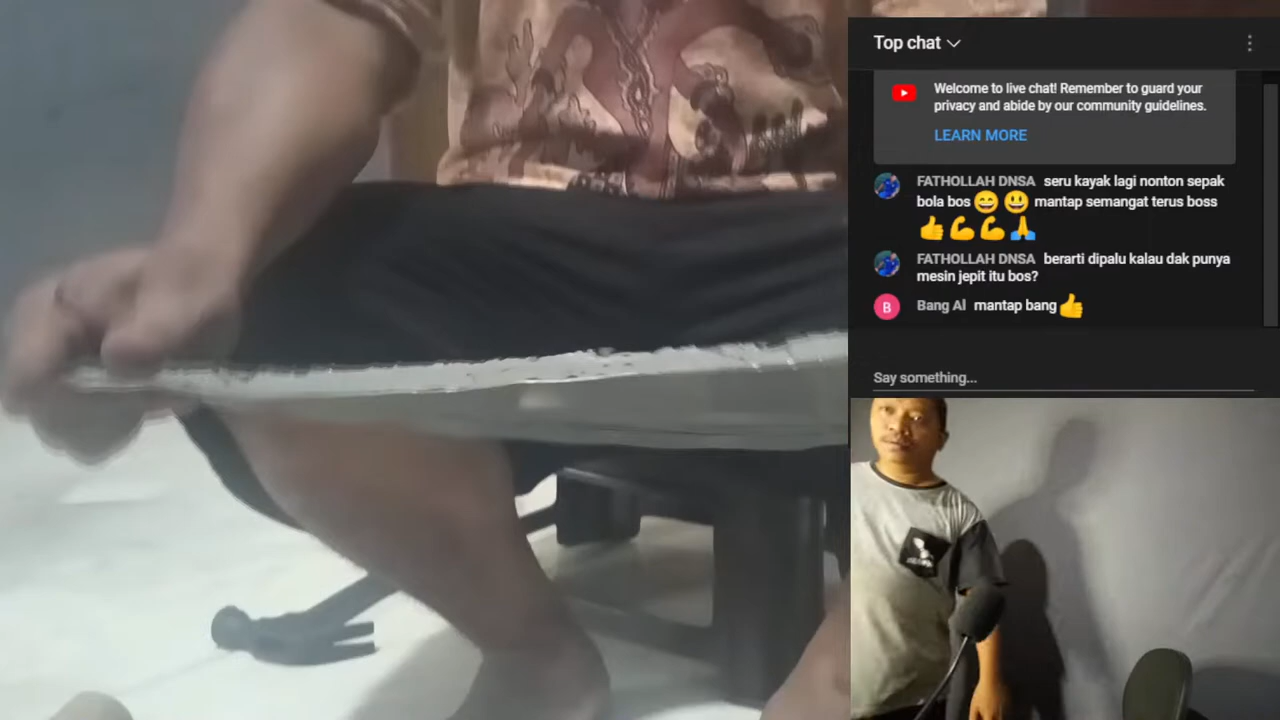 Top chat
Welcome to live chat! Remember to guard your
privacy and abide by our community guidelines.
LEARN MORE
FATHOLLAH DNSA seru kayak lagi nonton sepak
bola bos😄 😃 mantap semangat terus boss
👍💪💪🙏
FATHOLLAH DNSA berarti dipalu kalau dak punya
mesin jepit itu bos?
B Bang Al mantap bang👍
Say something...